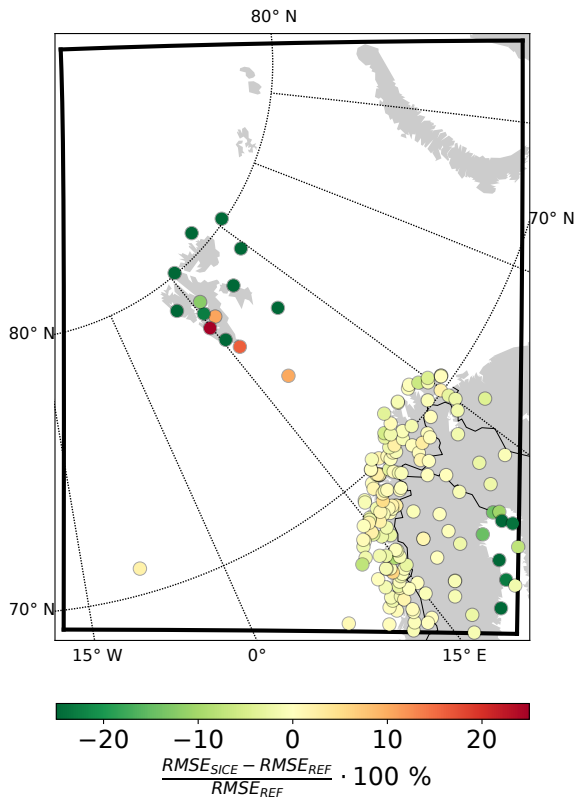 80° N
70° N
80° N
70° N
15° W 0° 15° E
−20 −10 0 10 20
RMSE_SICE − RMSE_REF
RMSE_REF
· 100 %